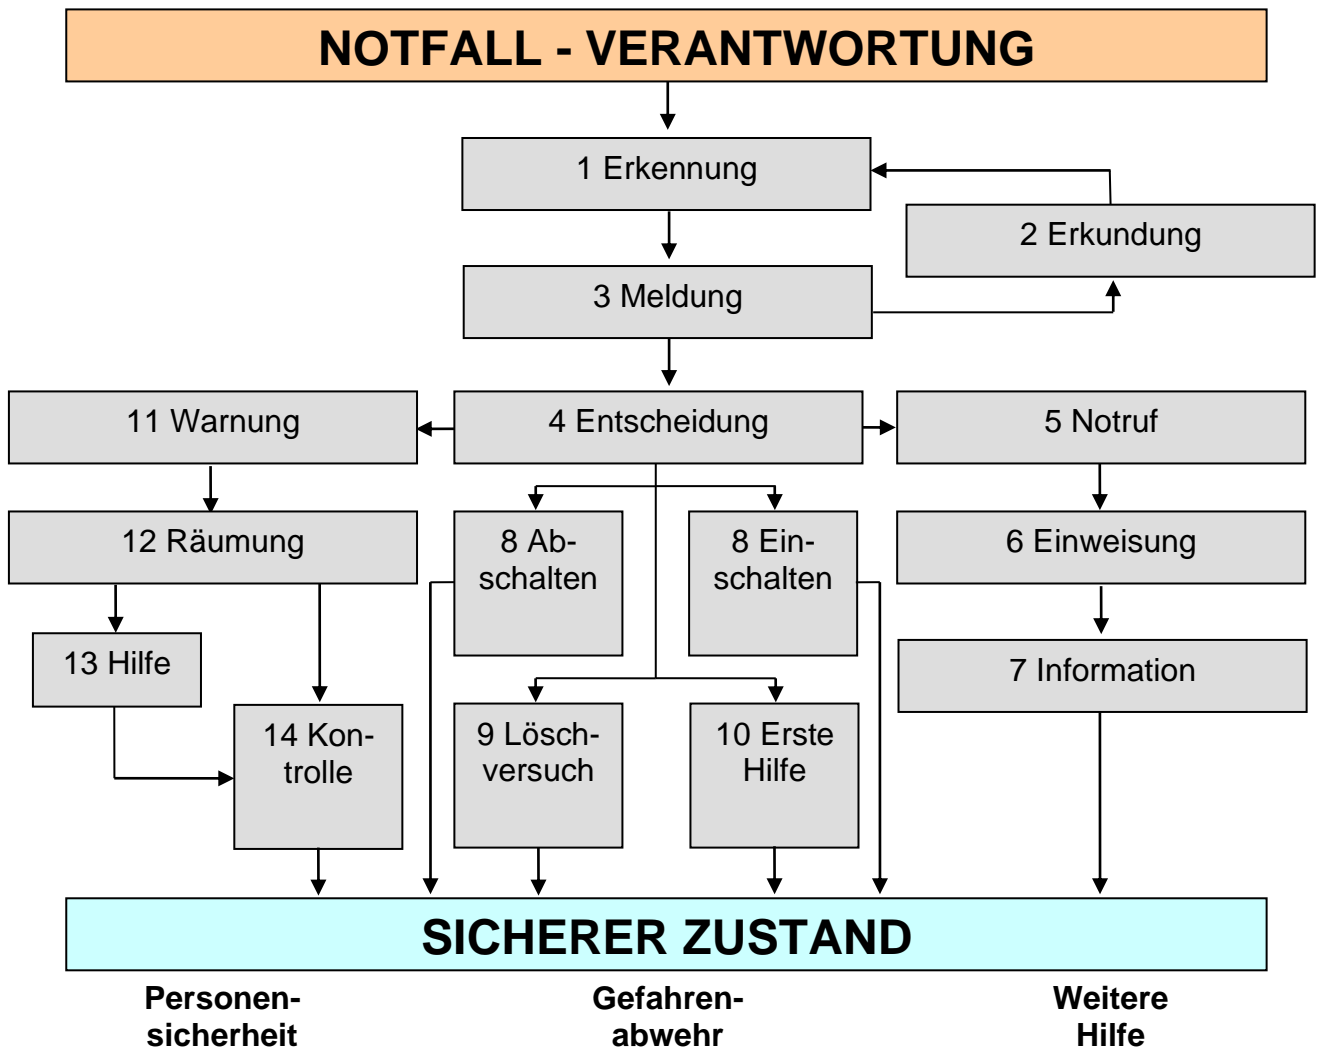 NOTFALL - VERANTWORTUNG
1 Erkennung
2 Erkundung
3 Meldung
11 Warnung
4 Entscheidung
5 Notruf
12 Räumung
8 Ab-
schalten
8 Ein-
schalten
6 Einweisung
13 Hilfe
7 Information
14 Kon-
trolle
9 Lösch-
versuch
10 Erste
Hilfe
SICHERER ZUSTAND
Personen-
sicherheit
Gefahren-
abwehr
Weitere
Hilfe